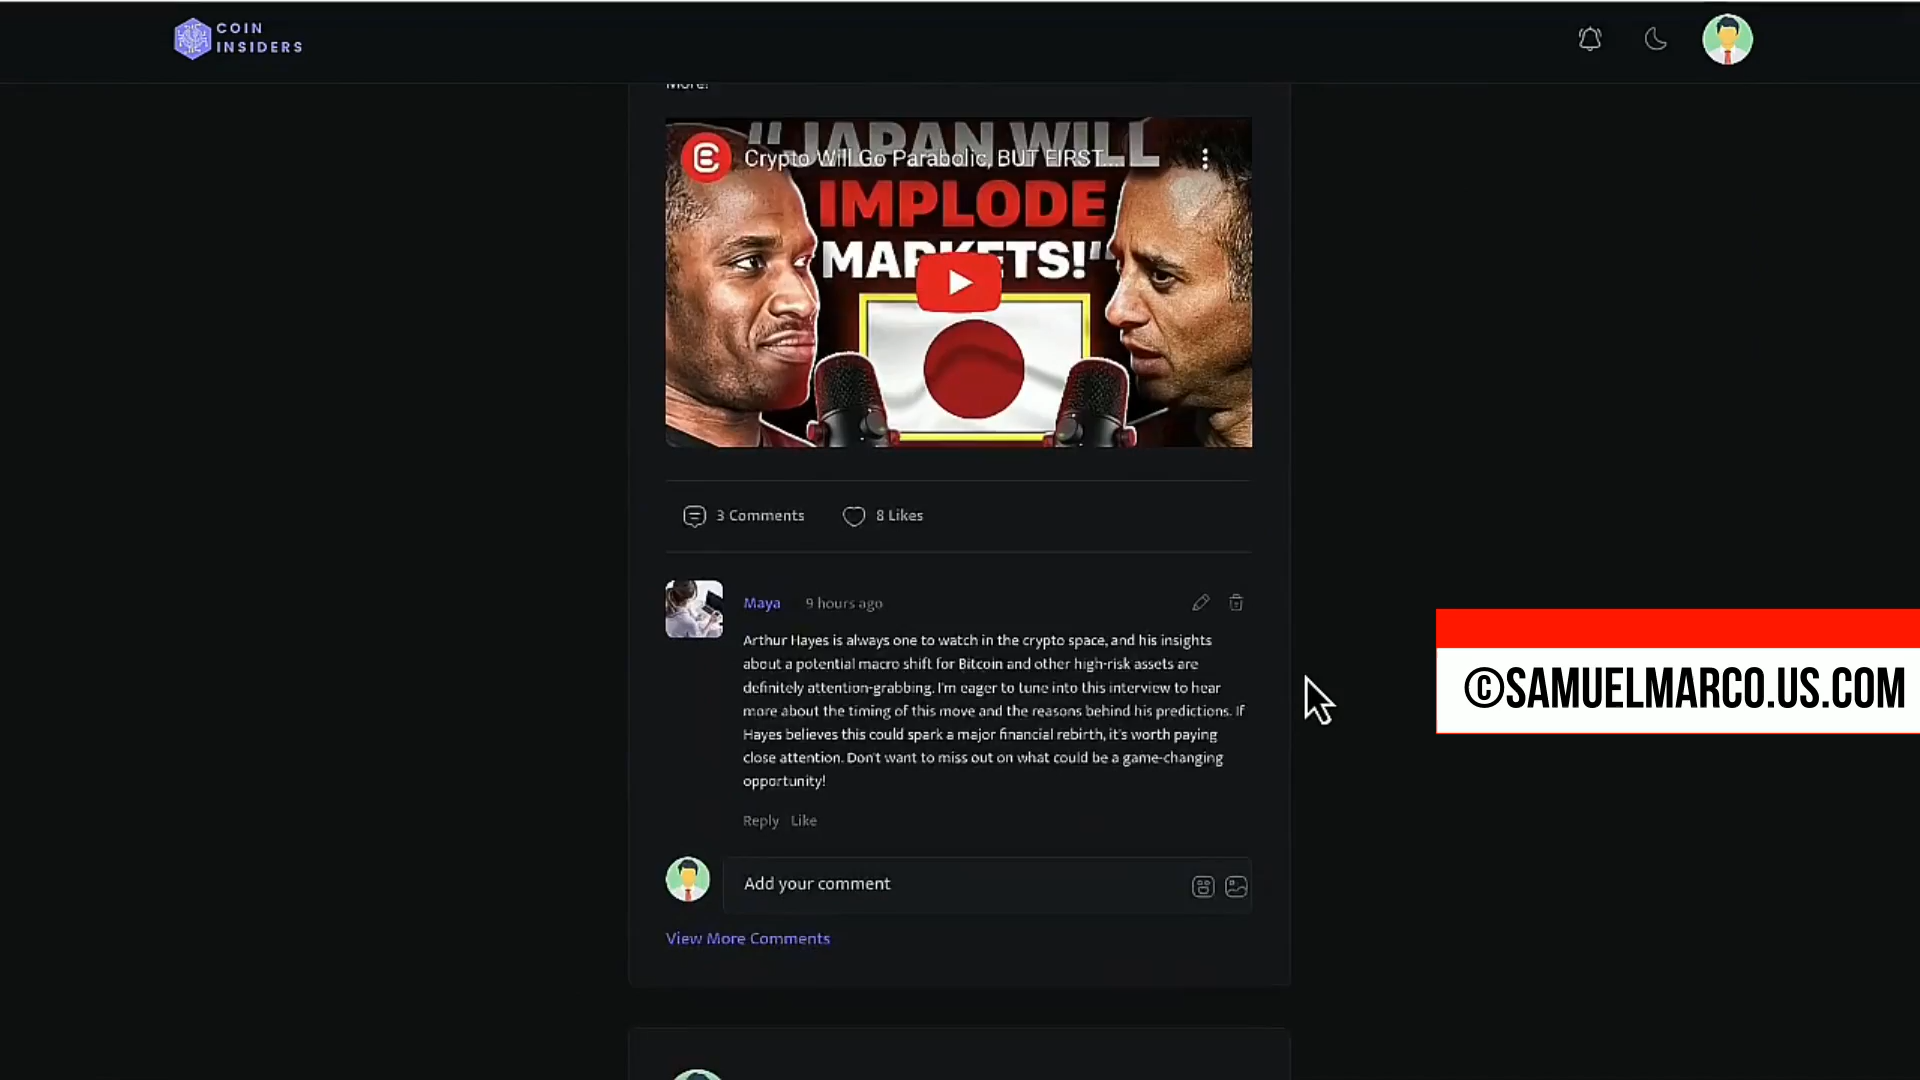 COIN
INSIDERS
More!
"JAPAN WILL
Crypto Will Go Parabolic, BUT FIRST...
IMPLODE
MARKETS!"
3 Comments
8 Likes
Maya 9 hours ago
Arthur Hayes is always one to watch in the crypto space, and his insights
about a potential macro shift for Bitcoin and other high-risk assets are
definitely attention-grabbing. I'm eager to tune into this interview to hear
more about the timing of this move and the reasons behind his predictions. If
Hayes believes this could spark a major financial rebirth, it's worth paying
close attention. Don't want to miss out on what could be a game-changing
opportunity!
Reply Like
Add your comment
View More Comments
©SAMUELMARCO.US.COM